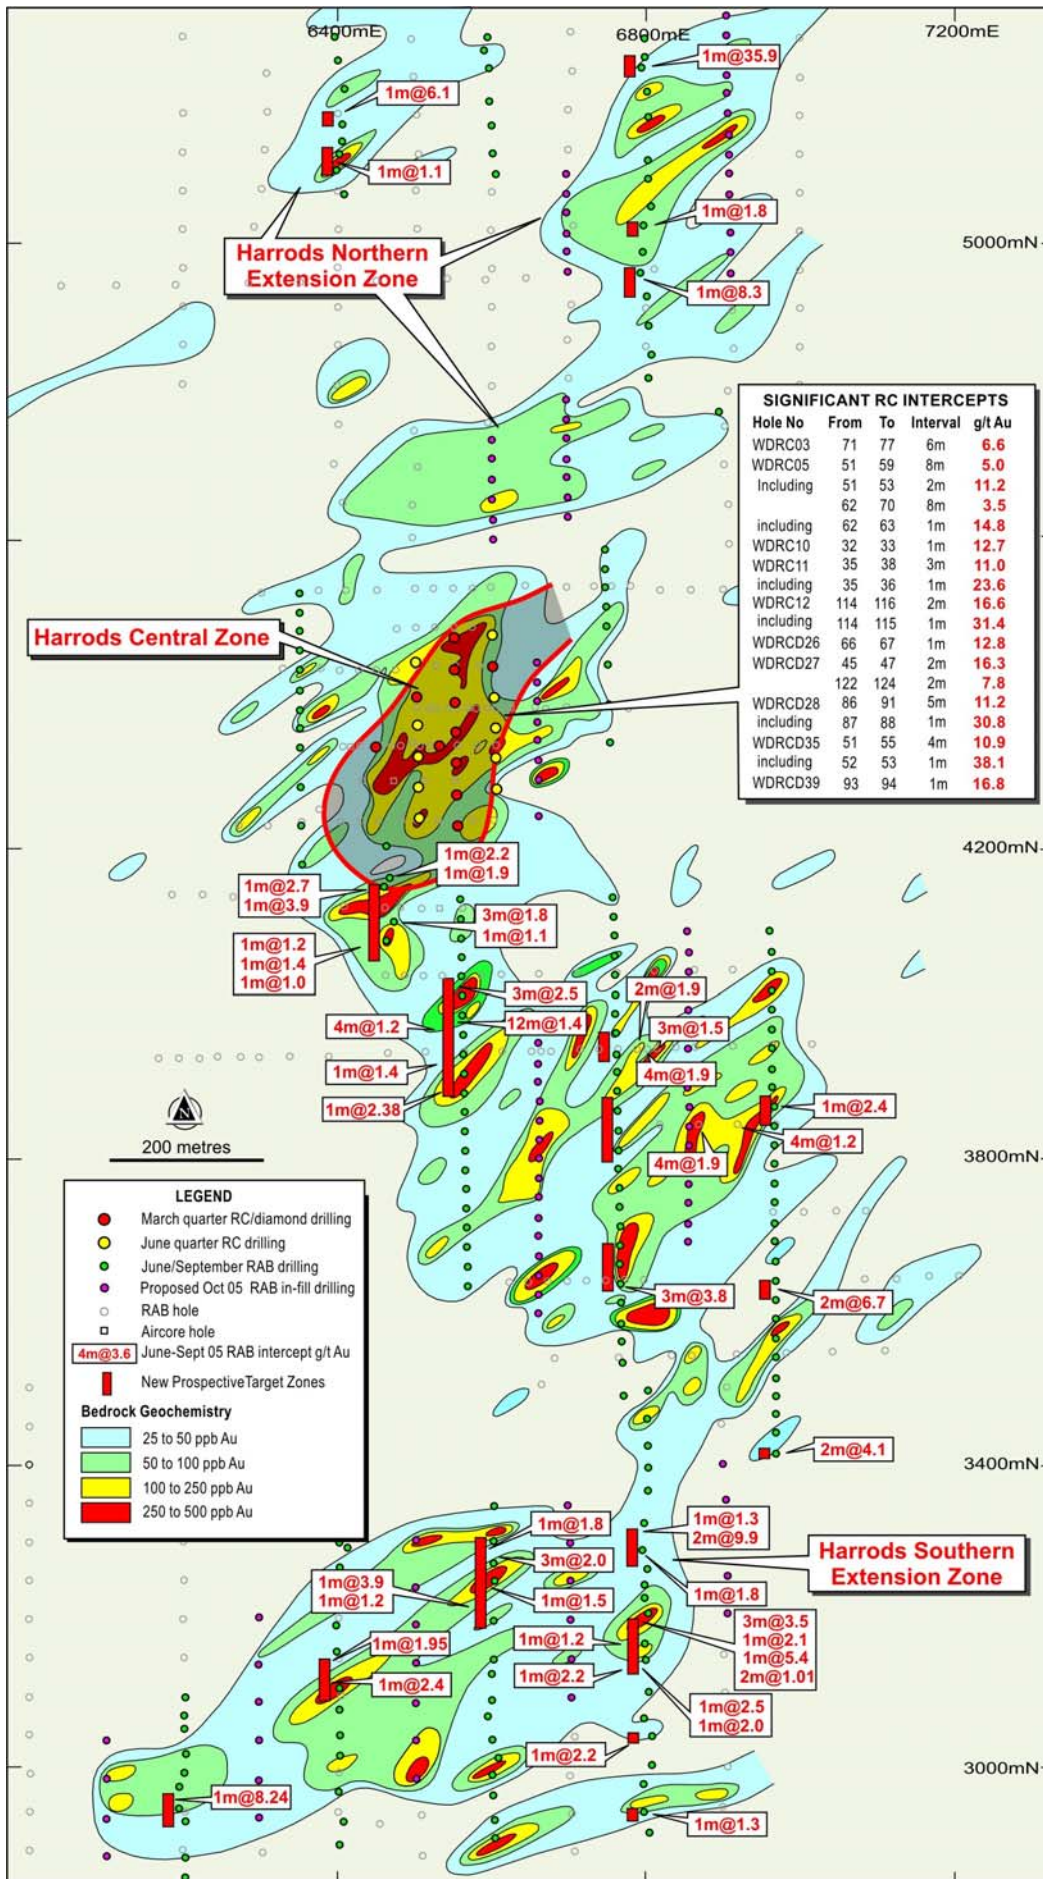 6400mE
6800mE
7200mE
1m@35.9
1m@6.1
1m@1.1
1m@1.8
Harrods Northern
Extension Zone
5000mN
1m@8.3
SIGNIFICANT RC INTERCEPTS
Hole No From To Interval g/t Au
WDRC03 71 77 6m 6.6
WDRC05 51 59 8m 5.0
Including 51 53 2m 11.2
62 70 8m 3.5
including 62 63 1m 14.8
WDRC10 32 33 1m 12.7
WDRC11 35 38 3m 11.0
including 35 36 1m 23.6
WDRC12 114 116 2m 16.6
including 114 115 1m 31.4
WDRCD26 66 67 1m 12.8
WDRCD27 45 47 2m 16.3
122 124 2m 7.8
WDRCD28 86 91 5m 11.2
including 87 88 1m 30.8
WDRCD35 51 55 4m 10.9
including 52 53 1m 38.1
WDRCD39 93 94 1m 16.8
Harrods Central Zone
4200mN
1m@2.2
1m@1.9
1m@2.7
1m@3.9
3m@1.8
1m@1.1
1m@1.2
1m@1.4
1m@1.0
3m@2.5
2m@1.9
4m@1.2
12m@1.4
3m@1.5
1m@1.4
4m@1.9
1m@2.38
1m@2.4
4m@1.2
4m@1.9
3800mN
N
200 metres
3m@3.8
2m@6.7
LEGEND
March quarter RC/diamond drilling
June quarter RC drilling
June/September RAB drilling
Proposed Oct 05 RAB in-fill drilling
RAB hole
Aircore hole
4m@3.6 June-Sept 05 RAB intercept g/t Au
New Prospective Target Zones
Bedrock Geochemistry
25 to 50 ppb Au
50 to 100 ppb Au
100 to 250 ppb Au
250 to 500 ppb Au
2m@4.1
3400mN
1m@1.8
1m@1.3
2m@9.9
3m@2.0
Harrods Southern
Extension Zone
1m@3.9
1m@1.2
1m@1.5
1m@1.8
1m@1.95
1m@1.2
3m@3.5
1m@2.1
1m@5.4
2m@1.01
1m@2.4
1m@2.2
1m@2.5
1m@2.0
1m@2.2
3000mN
1m@8.24
1m@1.3